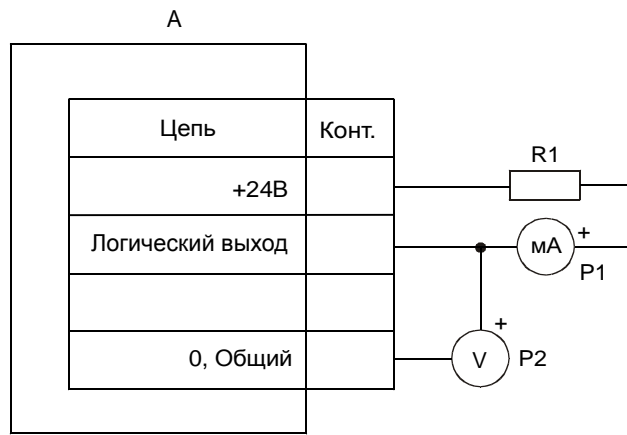 А
Цепь Конт.
+24В
R1
Логический выход
мА
+
P1
+
0, Общий
V
P2